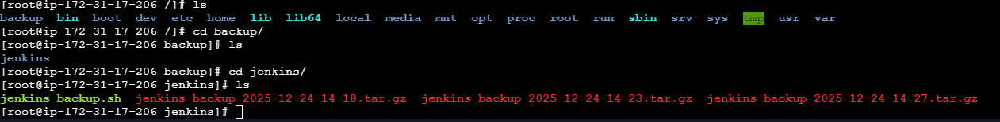 [root@ip-172-31-17-206 /]# ls
backup bin boot dev etc home lib lib64 local media mnt opt proc root run sbin srv sys tmp usr var
[root@ip-172-31-17-206 /]# cd backup/
[root@ip-172-31-17-206 backup]# ls
jenkins
[root@ip-172-31-17-206 backup]# cd jenkins/
[root@ip-172-31-17-206 jenkins]# ls
jenkins_backup.sh jenkins_backup_2025-12-24-14-18.tar.gz jenkins_backup_2025-12-24-14-23.tar.gz jenkins_backup_2025-12-24-14-27.tar.gz
[root@ip-172-31-17-206 jenkins]#